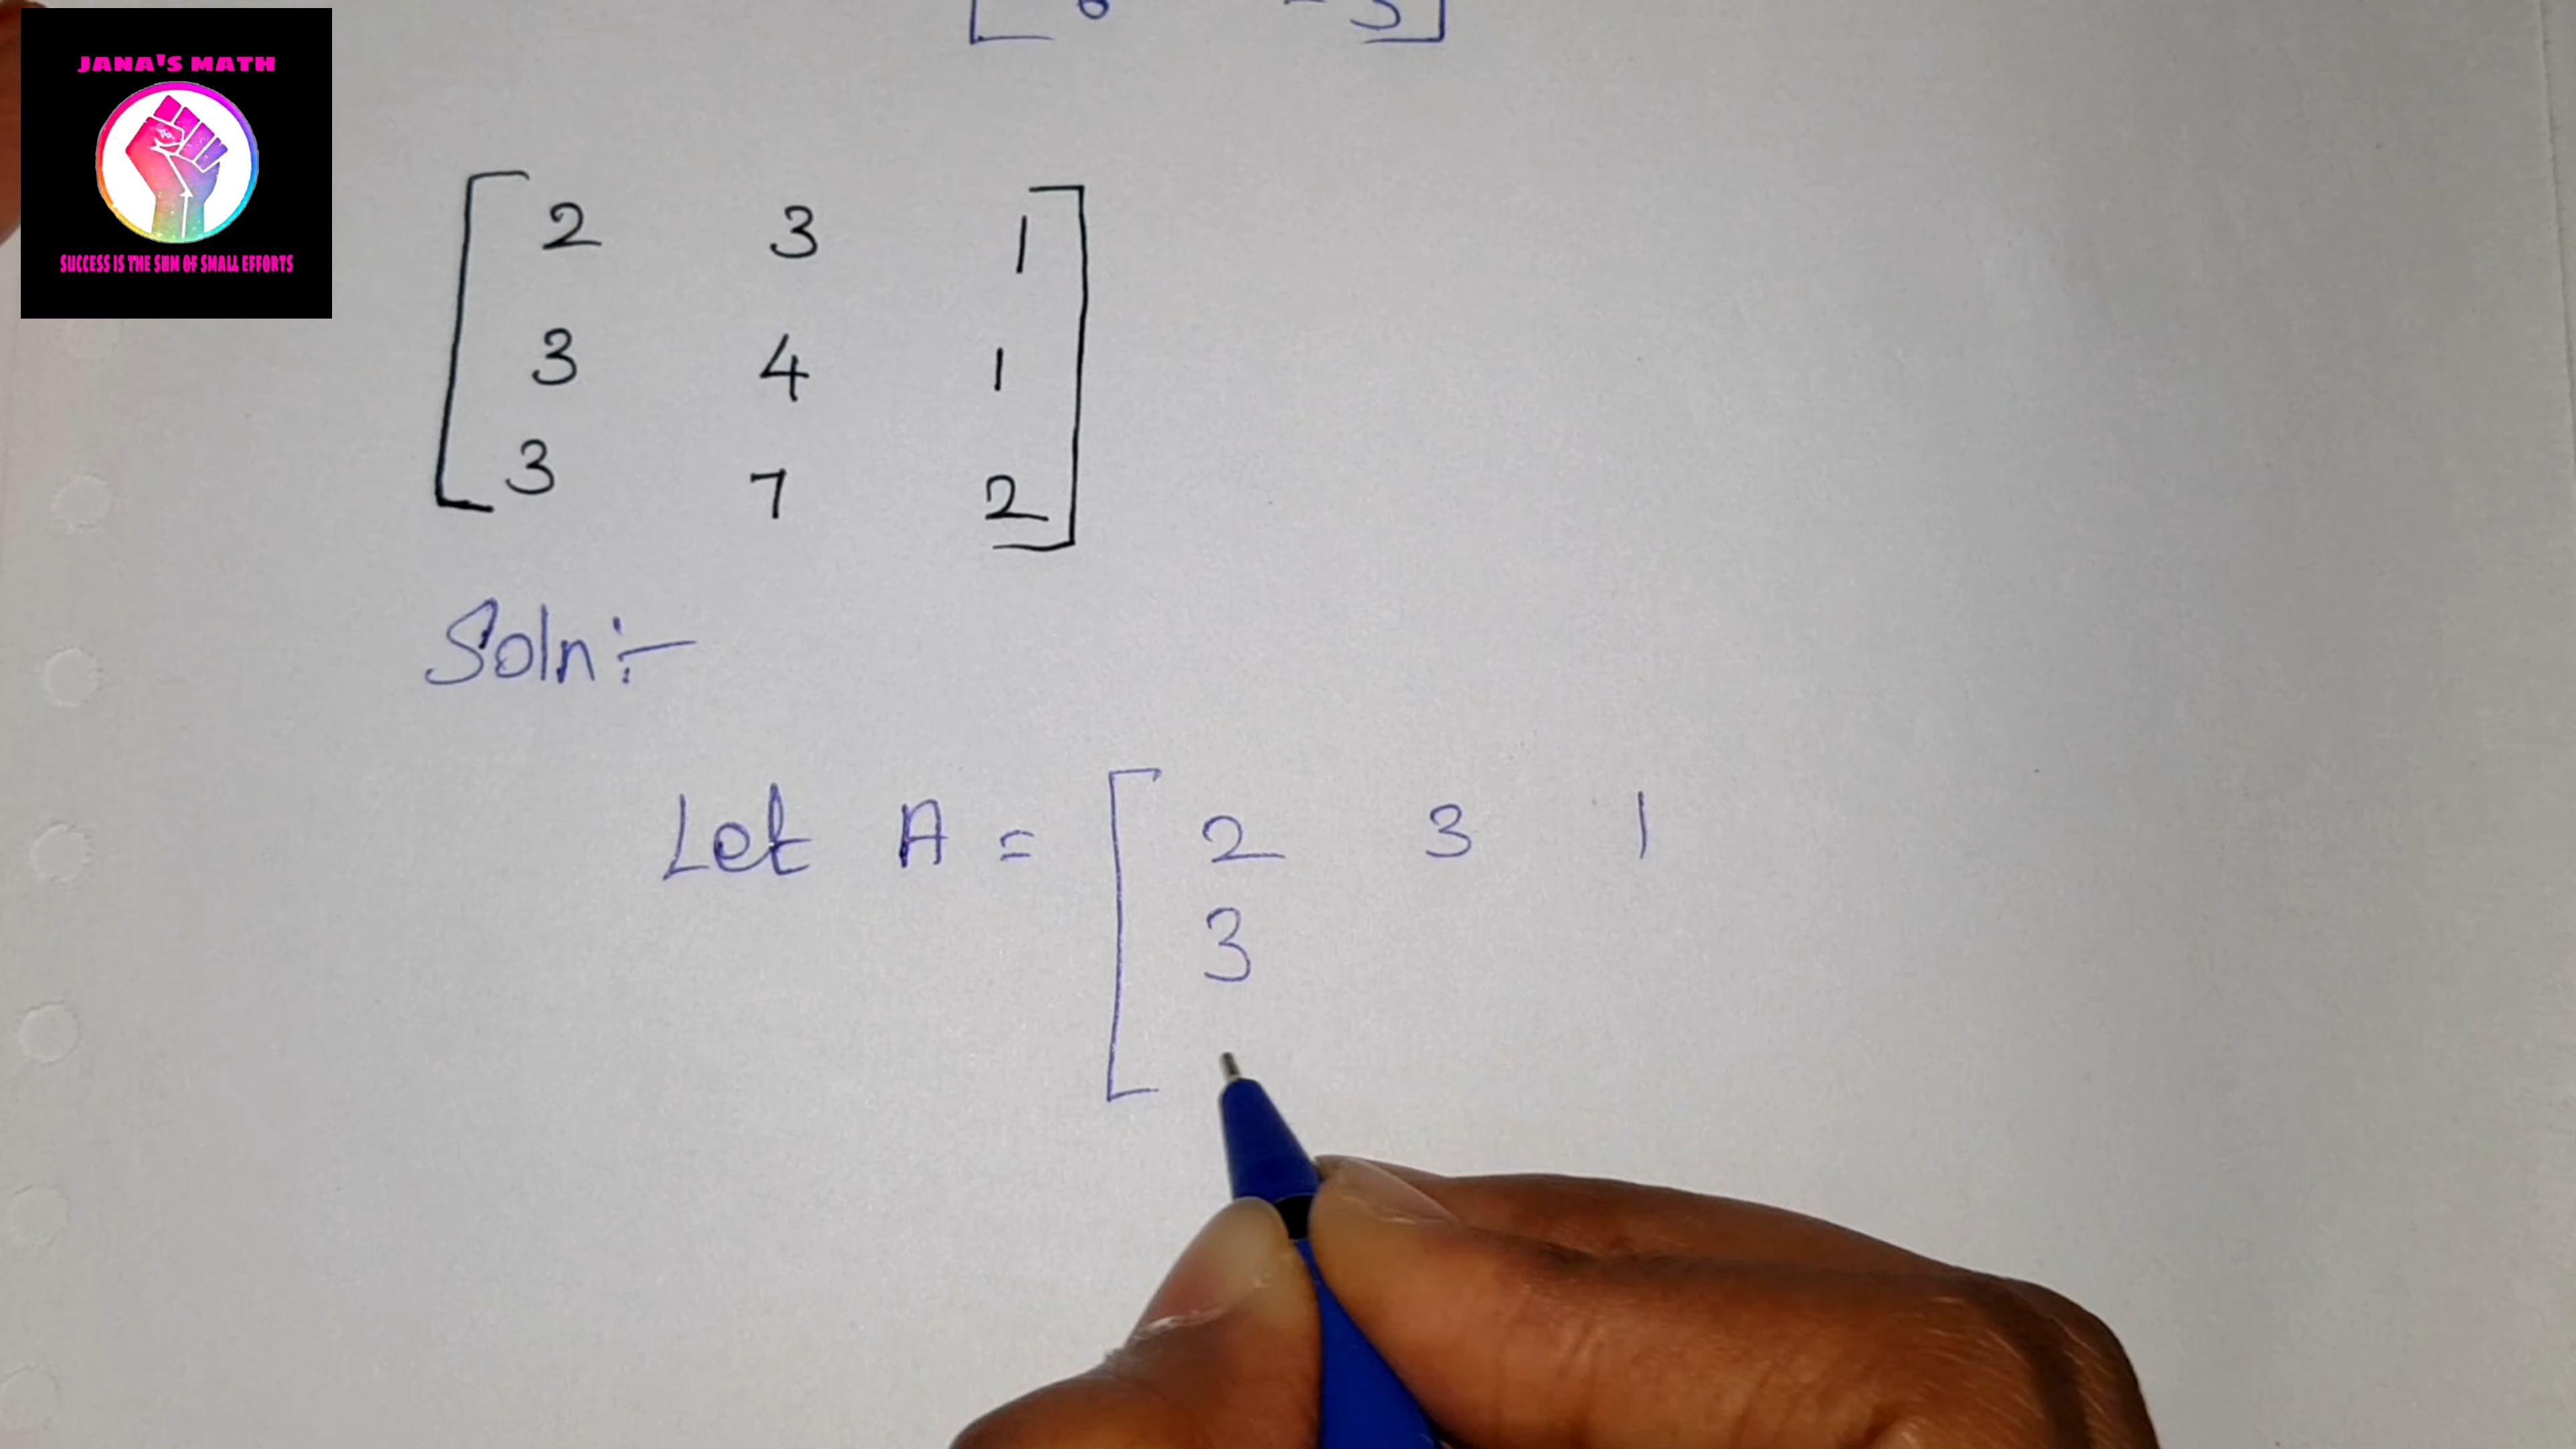 JANA'S MATH
SUCCESS IS THE SUM OF SMALL EFFORTS
2 3 1
3 4 1
3 7 2
Soln:-
Let A = 2 3 1
3